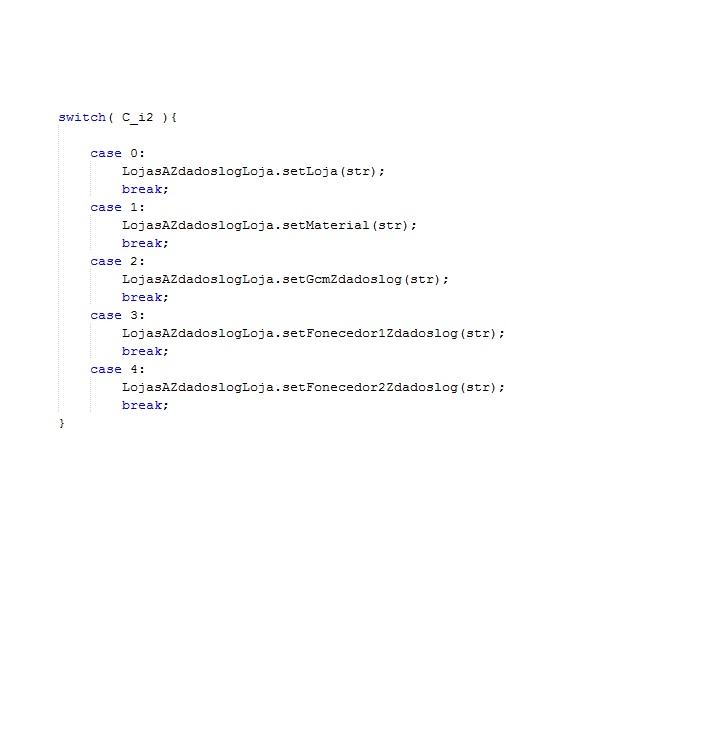 switch( C_i2 ){
case 0:
LojasAZdadoslogLoja.setLoja(str);
break;
case 1:
LojasAZdadoslogLoja.setMaterial(str);
break;
case 2:
LojasAZdadoslogLoja.setGcmZdadoslog(str);
break;
case 3:
LojasAZdadoslogLoja.setFonecedor1Zdadoslog(str);
break;
case 4:
LojasAZdadoslogLoja.setFonecedor2Zdadoslog(str);
break;
}